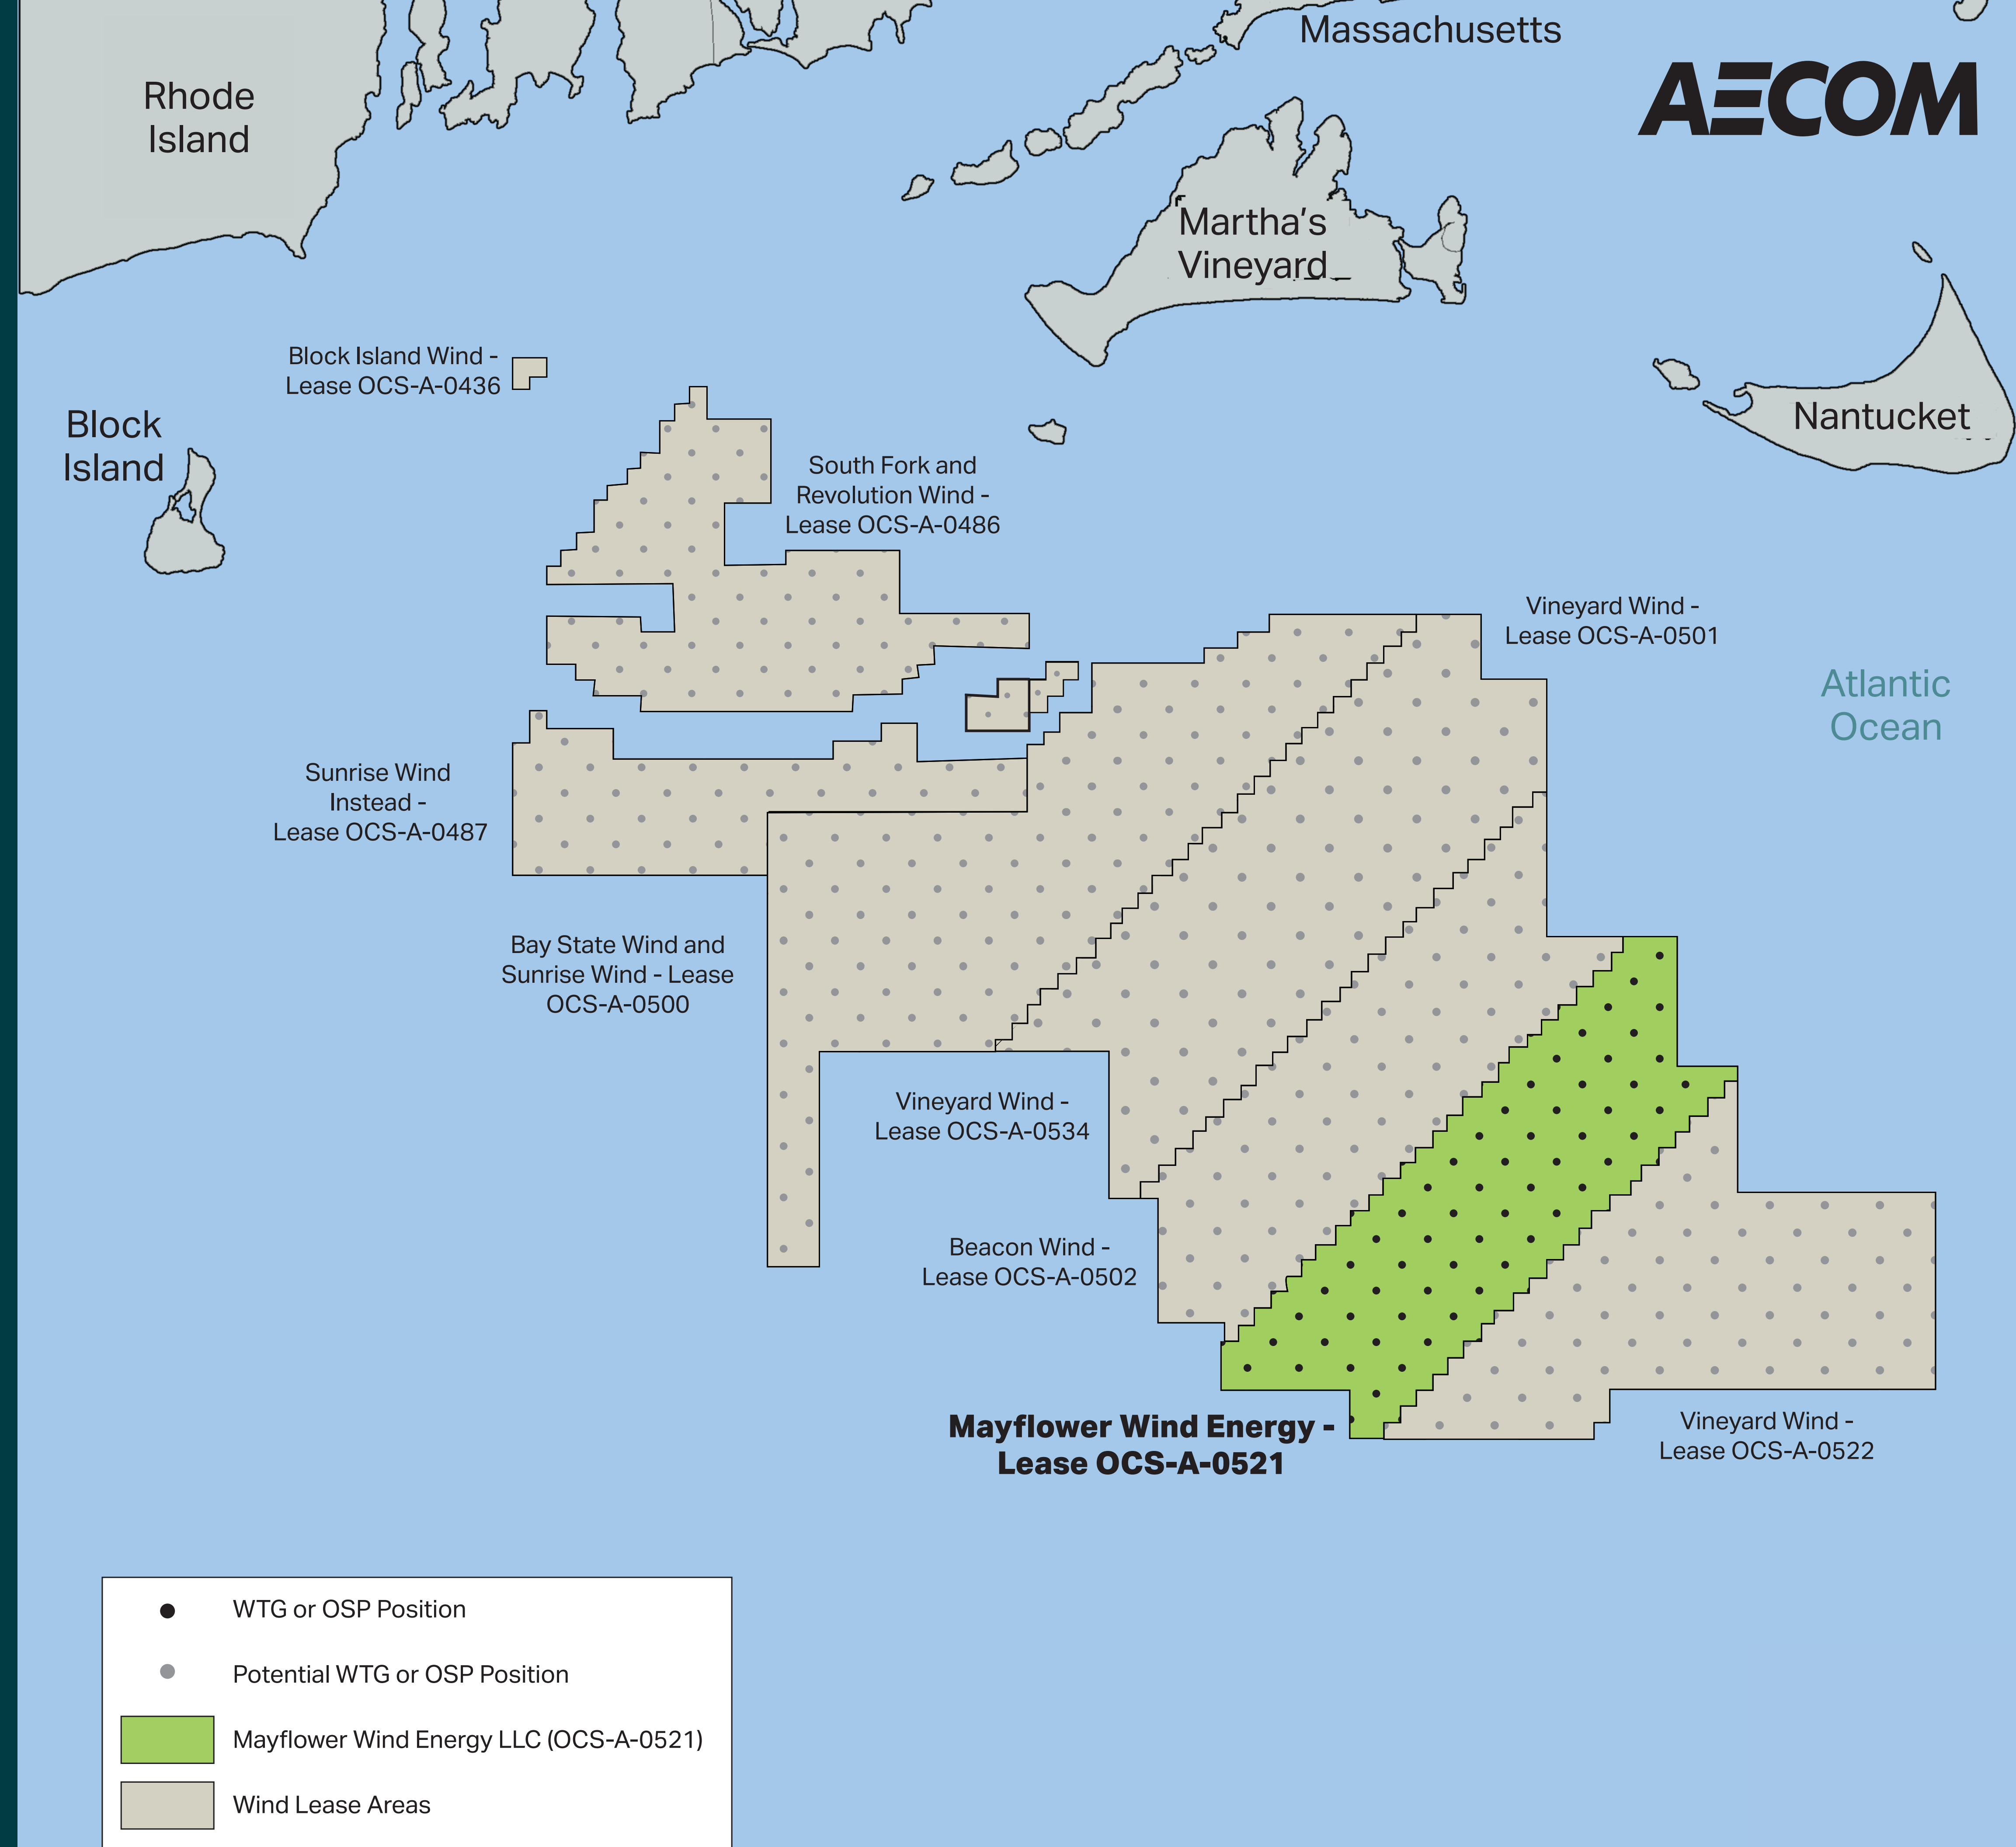 Massachusetts
AECOM
Rhode
Island
Martha's
Vineyard
Block Island Wind -
Lease OCS-A-0436
Nantucket
Block
Island
South Fork and
Revolution Wind -
Lease OCS-A-0486
Vineyard Wind -
Lease OCS-A-0501
Atlantic
Ocean
Sunrise Wind
Instead -
Lease OCS-A-0487
Bay State Wind and
Sunrise Wind - Lease
OCS-A-0500
Vineyard Wind -
Lease OCS-A-0534
Beacon Wind -
Lease OCS-A-0502
Mayflower Wind Energy -
Lease OCS-A-0521
Vineyard Wind -
Lease OCS-A-0522
WTG or OSP Position
Potential WTG or OSP Position
Mayflower Wind Energy LLC (OCS-A-0521)
Wind Lease Areas